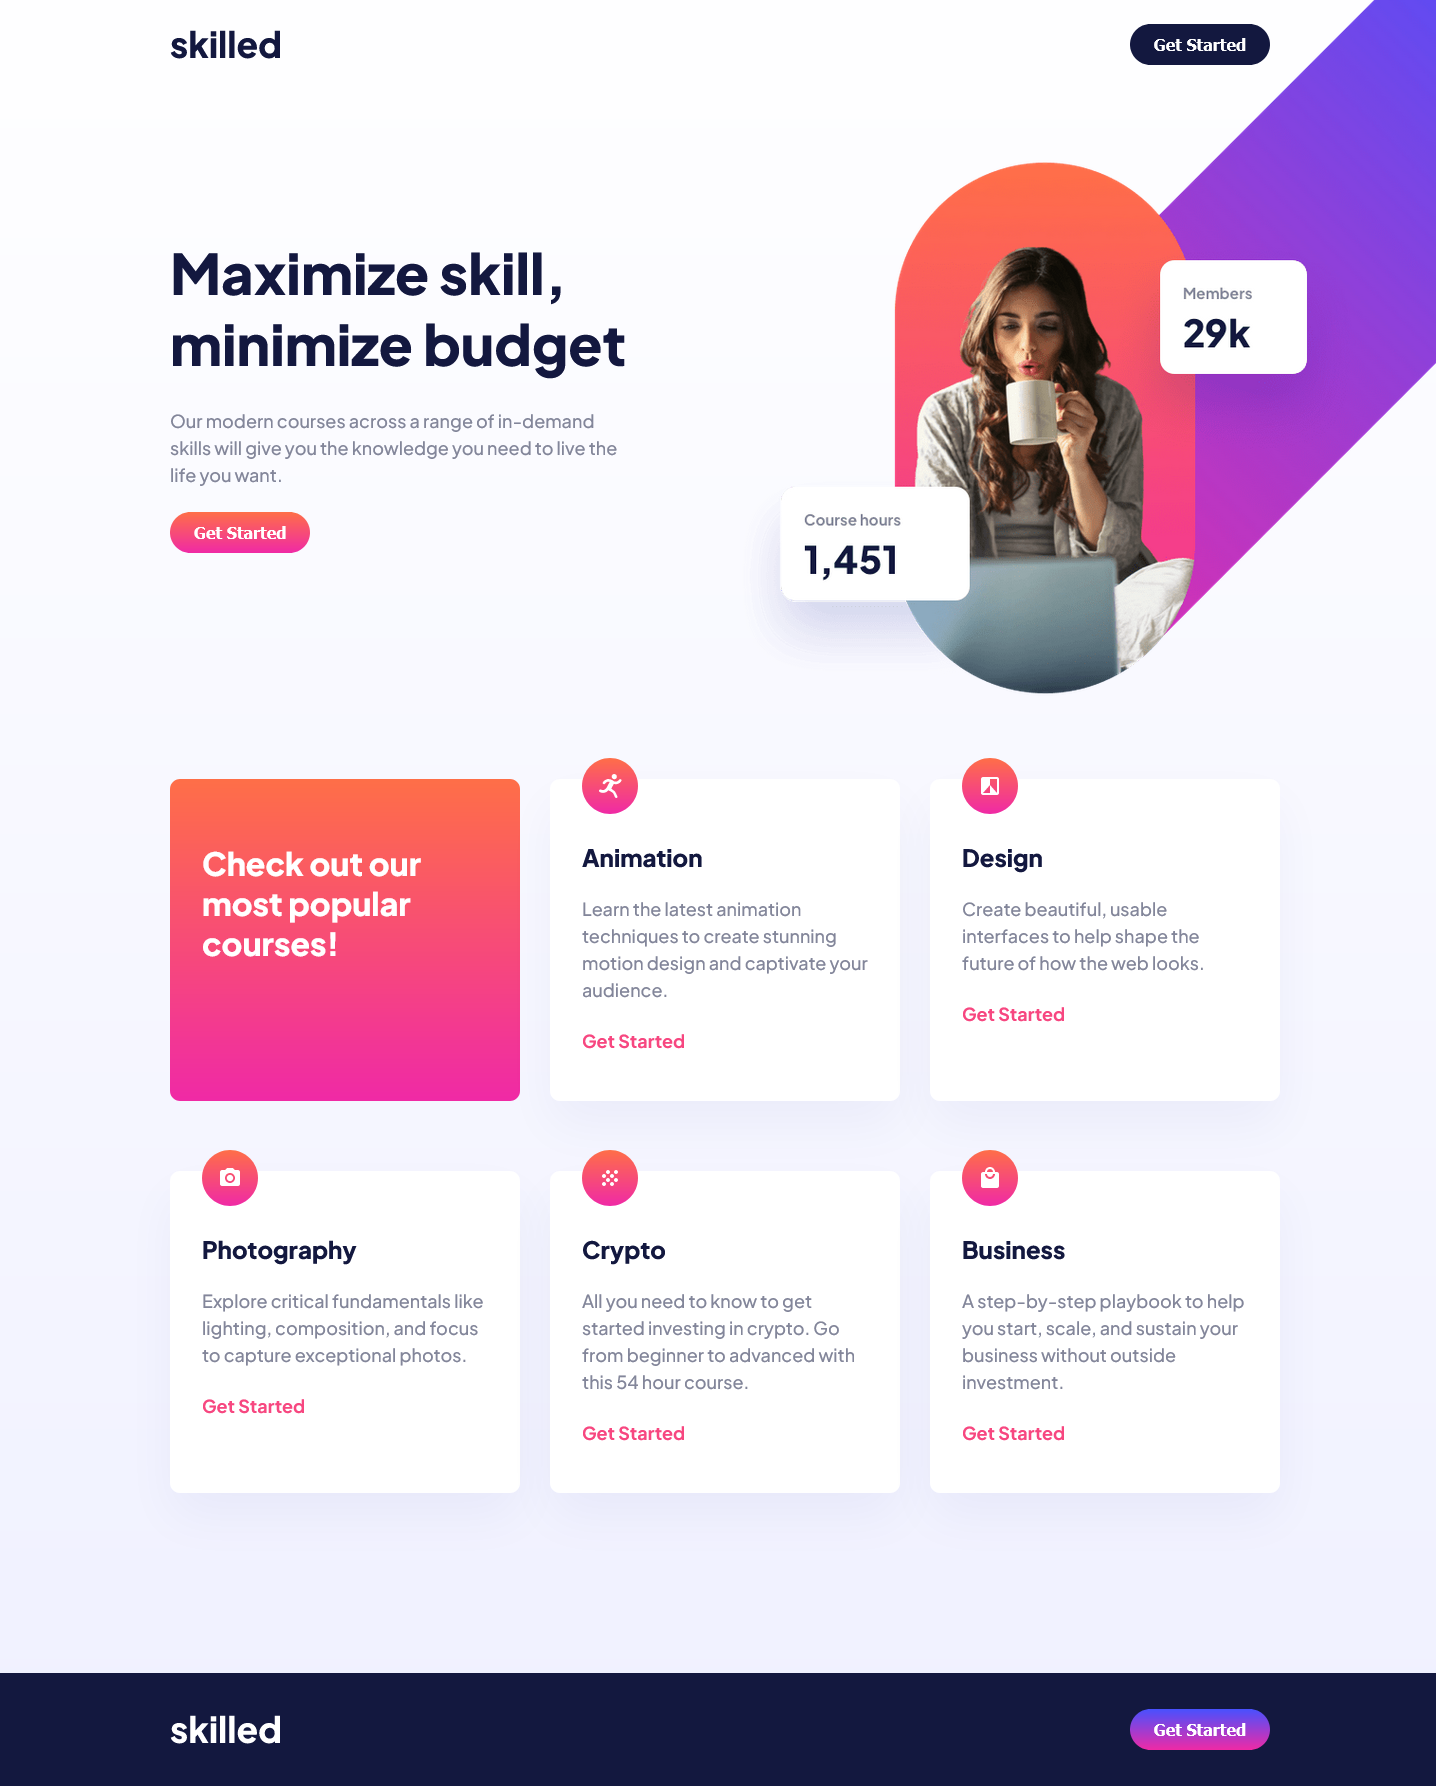 skilled
Get Started
Maximize skill,
minimize budget
Our modern courses across a range of in-demand
skills will give you the knowledge you need to live the
life you want.
Get Started
Members
29k
Course hours
1,451
Check out our
most popular
courses!
Animation
Learn the latest animation
techniques to create stunning
motion design and captivate your
audience.
Get Started
Design
Create beautiful, usable
interfaces to help shape the
future of how the web looks.
Get Started
Photography
Explore critical fundamentals like
lighting, composition, and focus
to capture exceptional photos.
Get Started
Crypto
All you need to know to get
started investing in crypto. Go
from beginner to advanced with
this 54 hour course.
Get Started
Business
A step-by-step playbook to help
you start, scale, and sustain your
business without outside
investment.
Get Started
skilled
Get Started